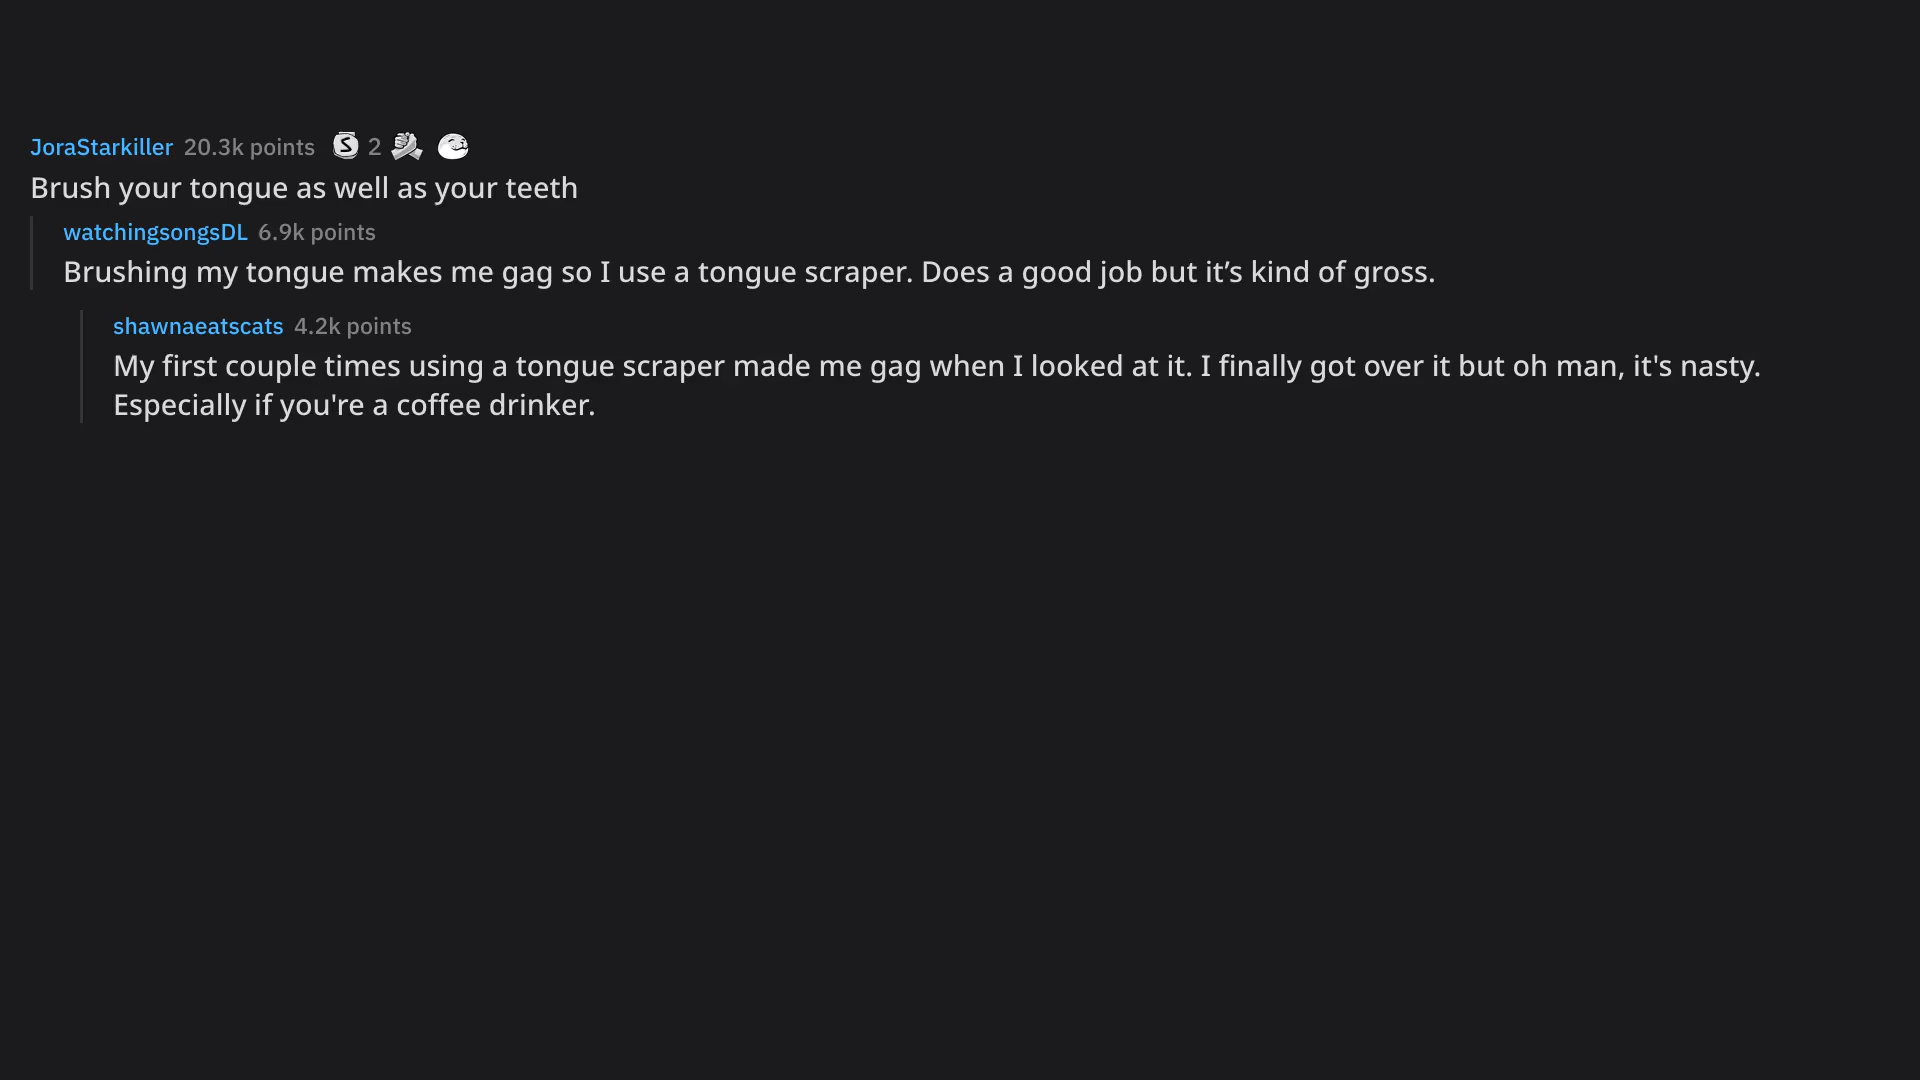 JoraStarkiller 20.3k points S 2
Brush your tongue as well as your teeth
watchingsongsDL 6.9k points
Brushing my tongue makes me gag so I use a tongue scraper. Does a good job but it’s kind of gross.
shawnaeatscats 4.2k points
My first couple times using a tongue scraper made me gag when I looked at it. I finally got over it but oh man, it's nasty.
Especially if you're a coffee drinker.